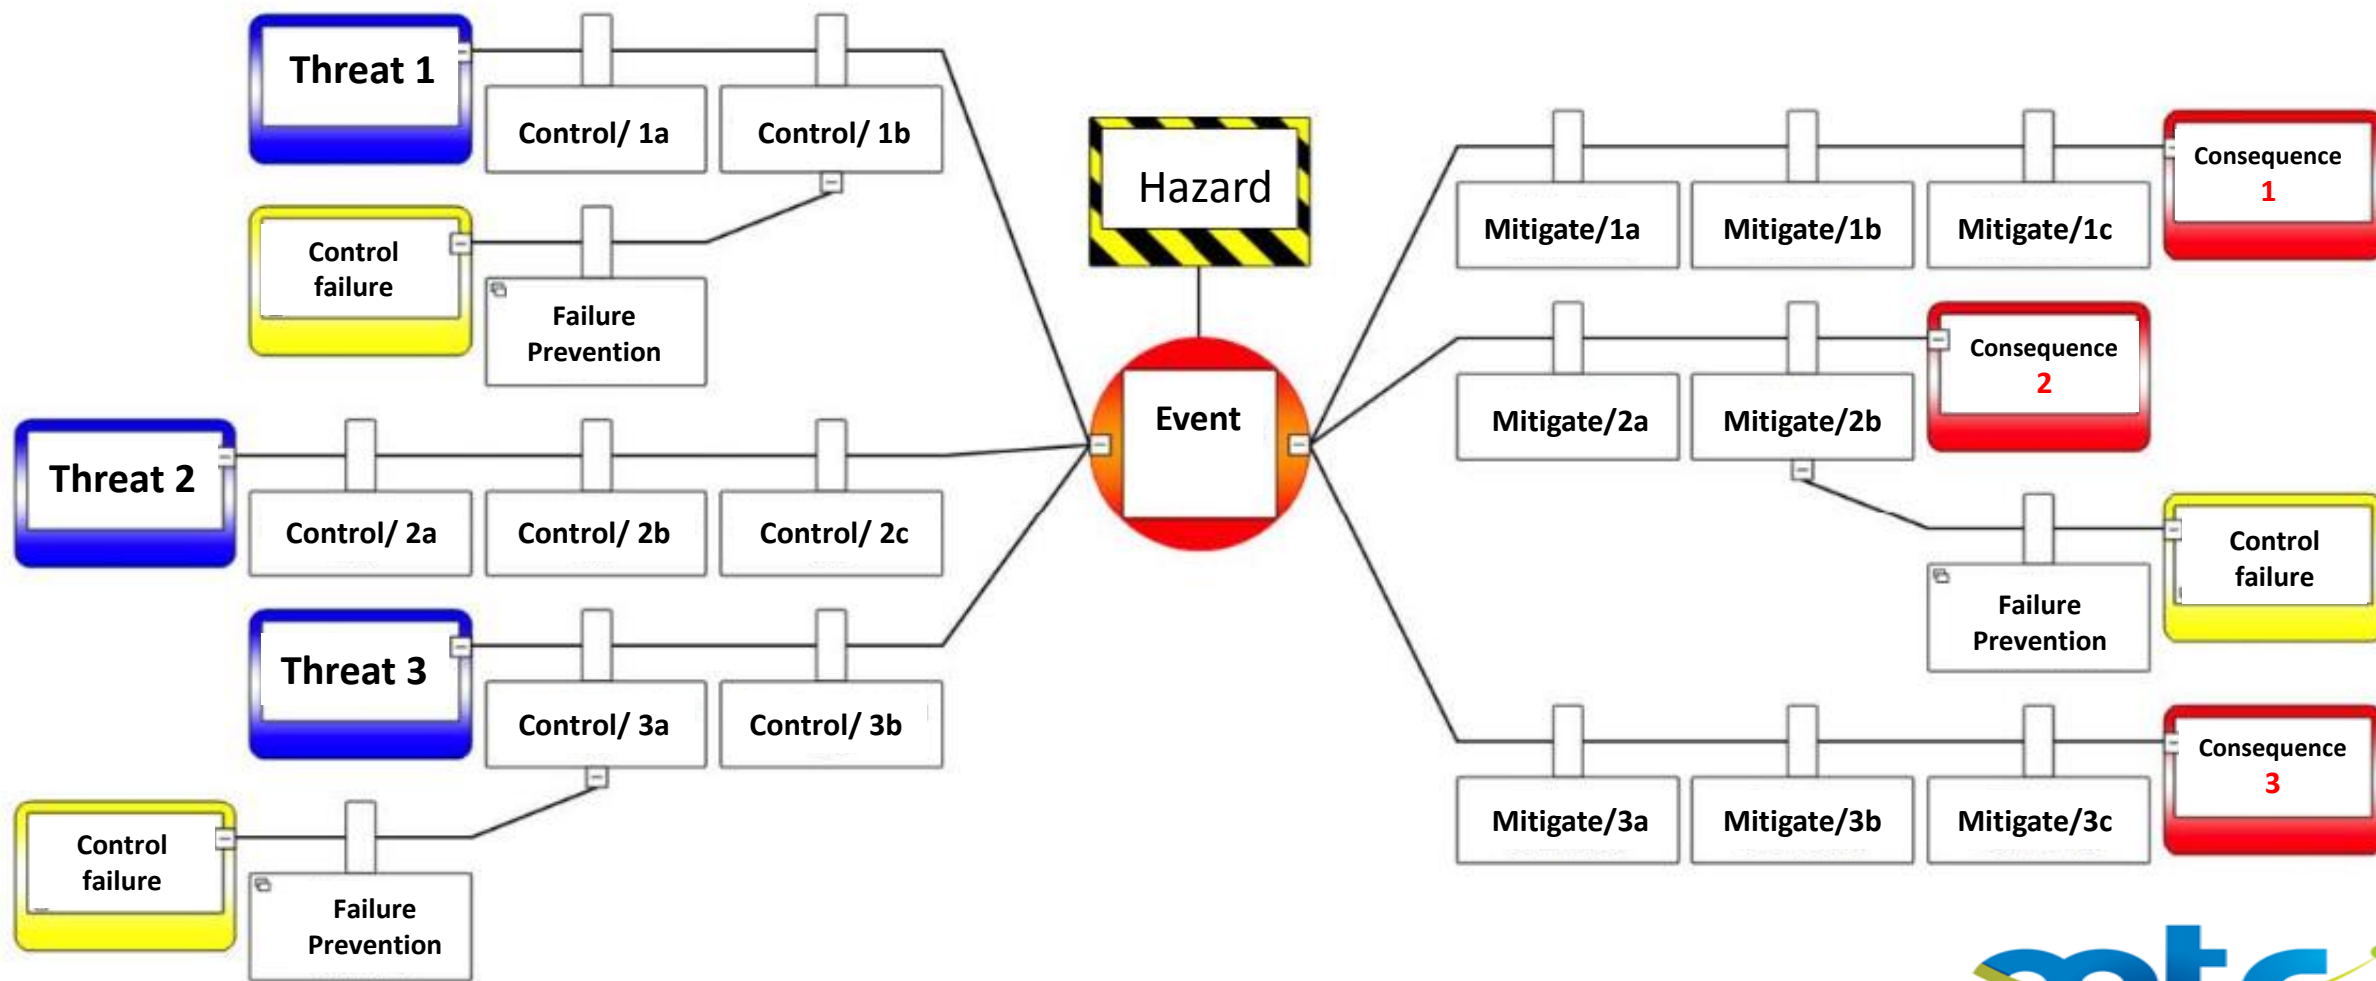 Threat 1
Control/ 1a
Control/ 1b
Control
failure
Failure
Prevention
Threat 2
Control/ 2a
Control/ 2b
Control/ 2c
Threat 3
Control/ 3a
Control/ 3b
Control
failure
Failure
Prevention
Hazard
Event
Mitigate/1a
Mitigate/1b
Mitigate/1c
Consequence
1
Mitigate/2a
Mitigate/2b
Consequence
2
Failure
Prevention
Control
failure
Mitigate/3a
Mitigate/3b
Mitigate/3c
Consequence
3